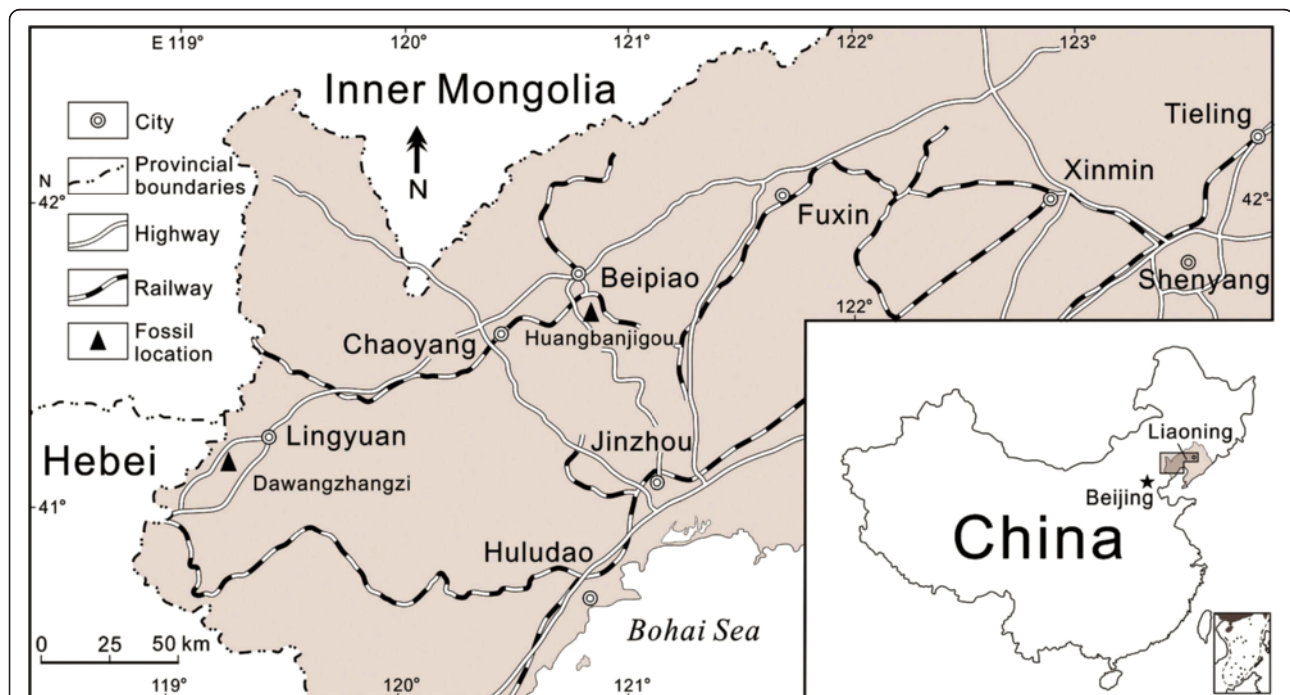 E 119° 120° 121° 122° 123°
Inner Mongolia
N
City
Provincial
boundaries
Highway
Railway
Fossil
location
N
42°
42°
Tieling
Xinmin
Fuxin
Shenyang
Beipiao
Huangbanjigou
Chaoyang
122°
Lingyuan
Jinzhou
Hebei
Dawangzhangzi
41°
Huludao
Bohai Sea
0 25 50 km
119° 120° 121°
Liaoning
Beijing
China